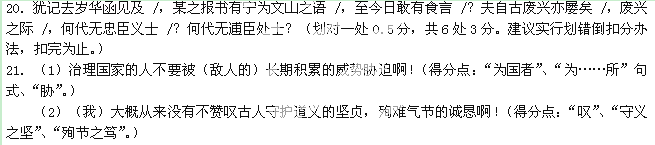 20. 犹记去岁华函见及 /，某之报书有宁为文山之语 /，至今日敢有食言 /？夫自古废兴亦屡矣 /，废兴
之际 /，何代无忠臣义士 /？何代无逋臣处士？（划对一处 0.5 分，共 6 处 3 分。建议实行划错倒扣分办
法，扣完为止。）
21. （1）治理国家的人不要被（敌人的）长期积累的威势胁迫啊！（得分点：“为国者”、“为……所”句
式、“胁”。）
（2）（我）大概从来没有不赞叹古人守护道义的坚贞，殉难气节的诚恳啊！（得分点：“叹”、“守义
之坚”、“殉节之笃”。）